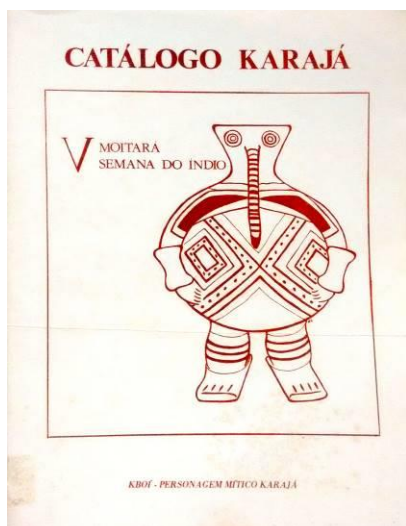 CATÁLOGO KARAJÁ
V MOITARÁ
SEMANA DO ÍNDIO
KBOÍ - PERSONAGEM MÍTICO KARAJÁ